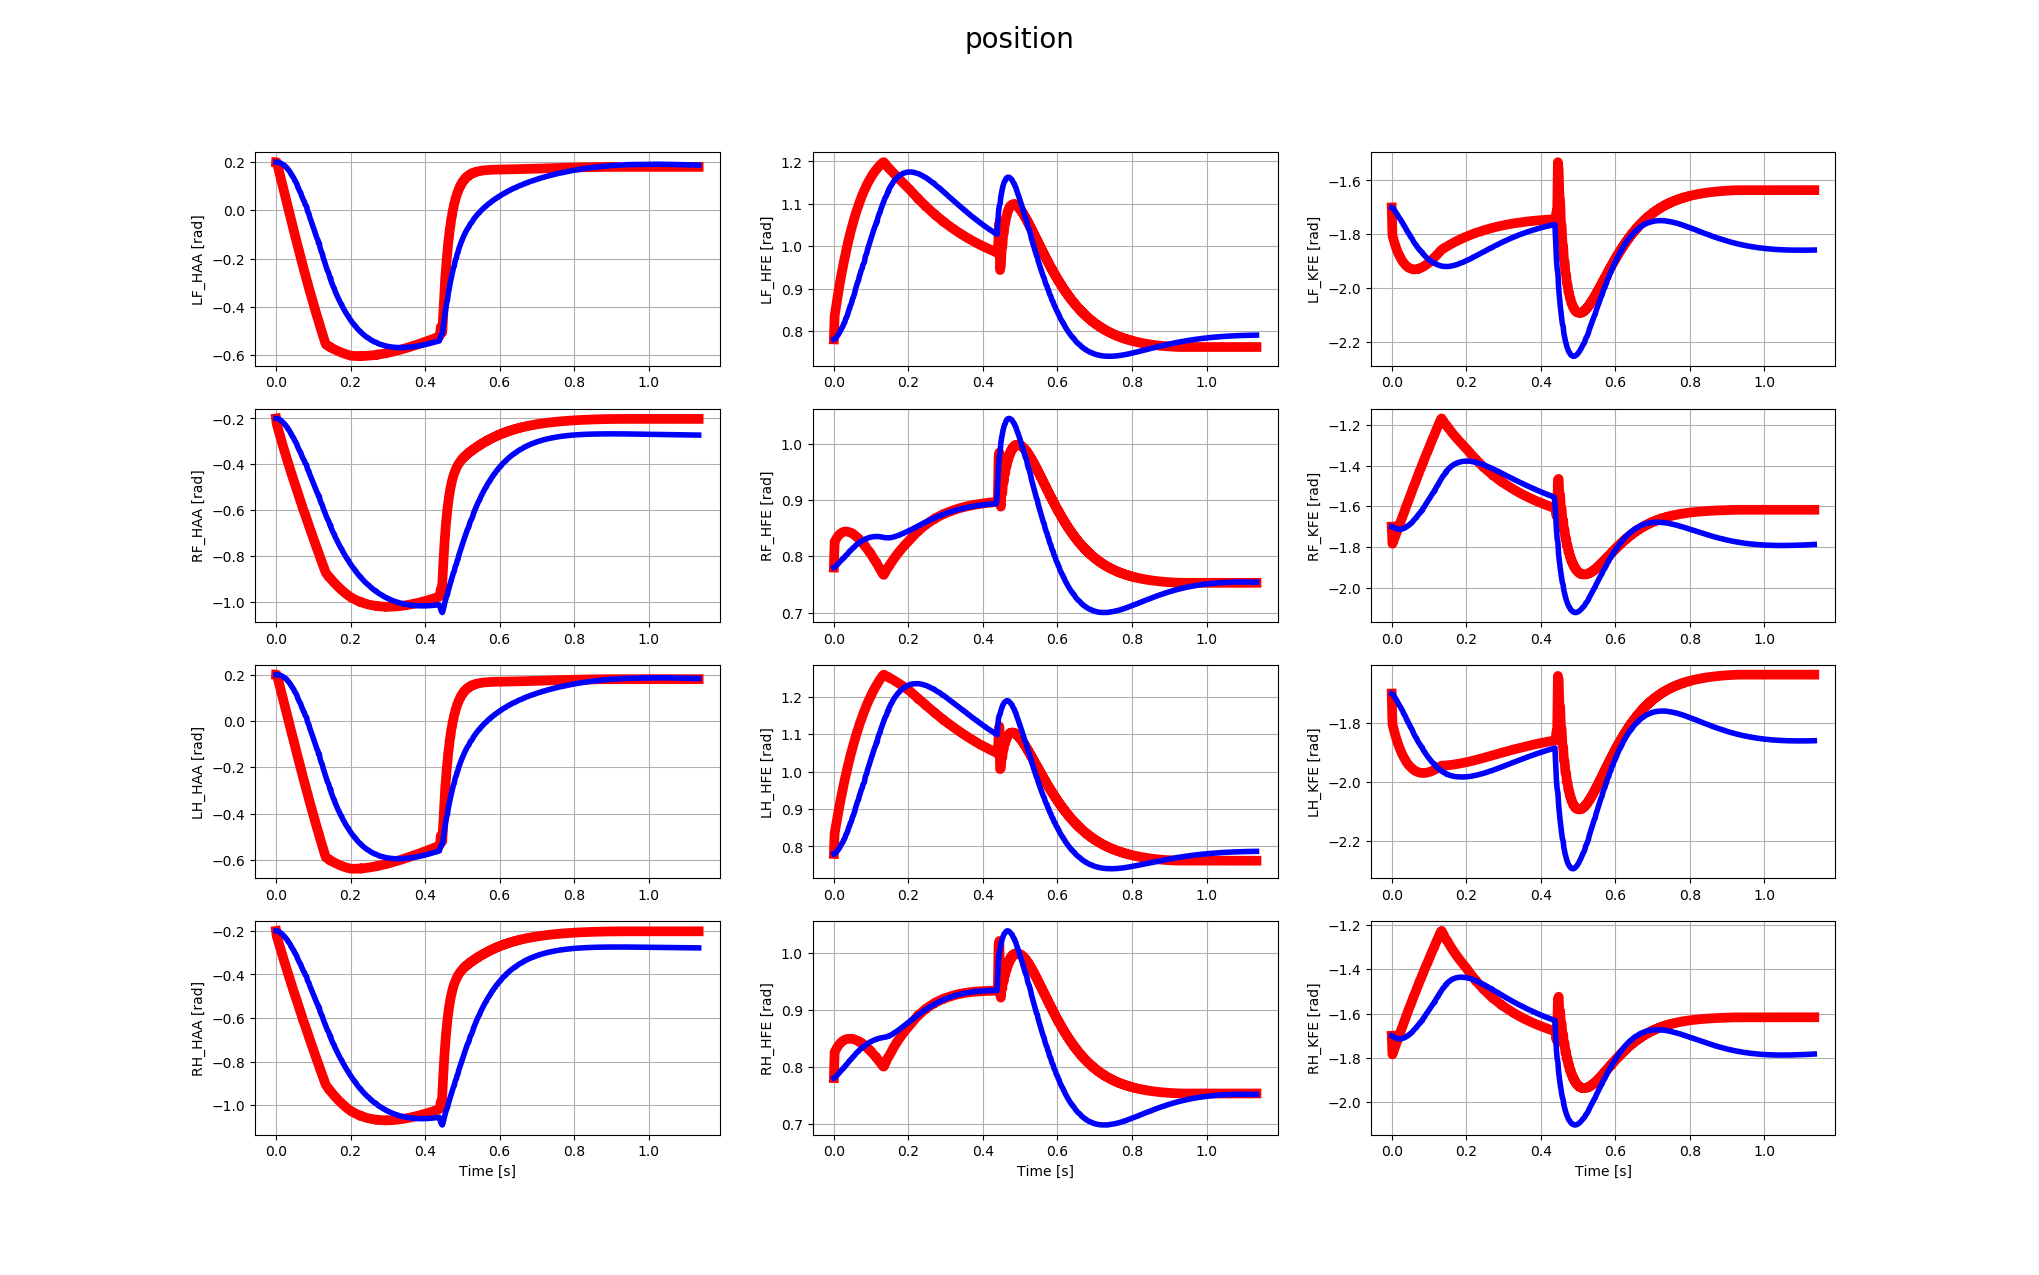 position
LF_HAA [rad]
0.2
0.0
−0.2
−0.4
−0.6
0.0 0.2 0.4 0.6 0.8 1.0
LF_HFE [rad]
1.2
1.1
1.0
0.9
0.8
0.0 0.2 0.4 0.6 0.8 1.0
LF_KFE [rad]
−1.6
−1.8
−2.0
−2.2
0.0 0.2 0.4 0.6 0.8 1.0
RF_HAA [rad]
−0.2
−0.4
−0.6
−0.8
−1.0
0.0 0.2 0.4 0.6 0.8 1.0
RF_HFE [rad]
1.0
0.9
0.8
0.7
0.0 0.2 0.4 0.6 0.8 1.0
RF_KFE [rad]
−1.2
−1.4
−1.6
−1.8
−2.0
0.0 0.2 0.4 0.6 0.8 1.0
LH_HAA [rad]
0.2
0.0
−0.2
−0.4
−0.6
0.0 0.2 0.4 0.6 0.8 1.0
LH_HFE [rad]
1.2
1.1
1.0
0.9
0.8
0.0 0.2 0.4 0.6 0.8 1.0
LH_KFE [rad]
−1.8
−2.0
−2.2
0.0 0.2 0.4 0.6 0.8 1.0
RH_HAA [rad]
−0.2
−0.4
−0.6
−0.8
−1.0
0.0 0.2 0.4 0.6 0.8 1.0
Time [s]
RH_HFE [rad]
1.0
0.9
0.8
0.7
0.0 0.2 0.4 0.6 0.8 1.0
Time [s]
RH_KFE [rad]
−1.2
−1.4
−1.6
−1.8
−2.0
0.0 0.2 0.4 0.6 0.8 1.0
Time [s]